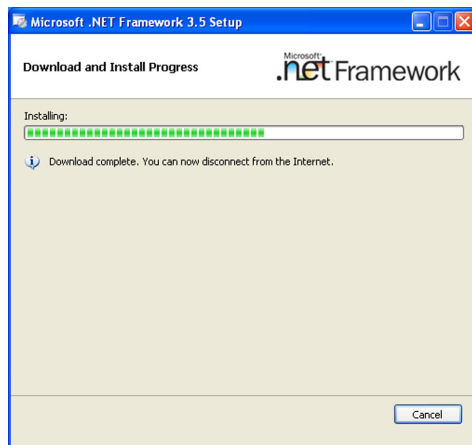 Microsoft .NET Framework 3.5 Setup
Download and Install Progress
Microsoft
.net Framework
Installing:
Download complete. You can now disconnect from the Internet.
Cancel